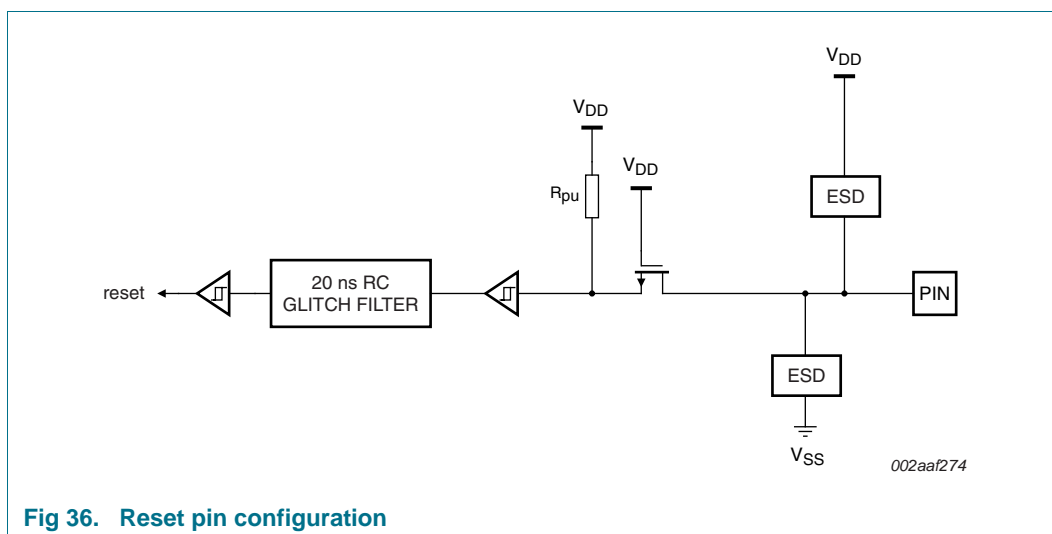 VDD
VDD
VDD
Rpu
ESD
reset
20 ns RC
GLITCH FILTER
PIN
ESD
VSS
002aaf274
Fig 36. Reset pin configuration